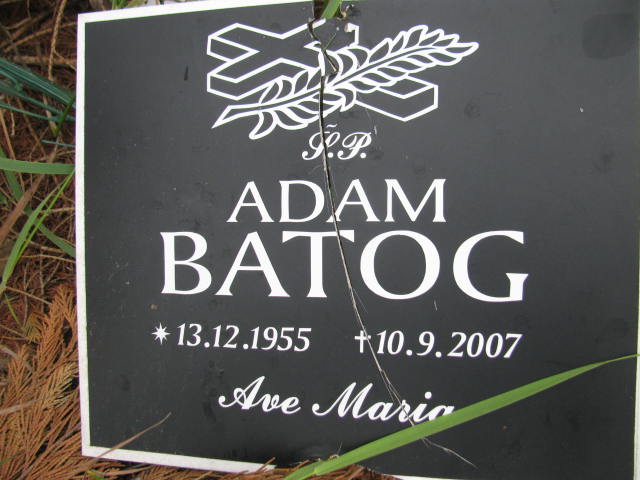 Ś.P.
ADAM
BATOG
* 13.12.1955 † 10.9.2007
Ave Maria